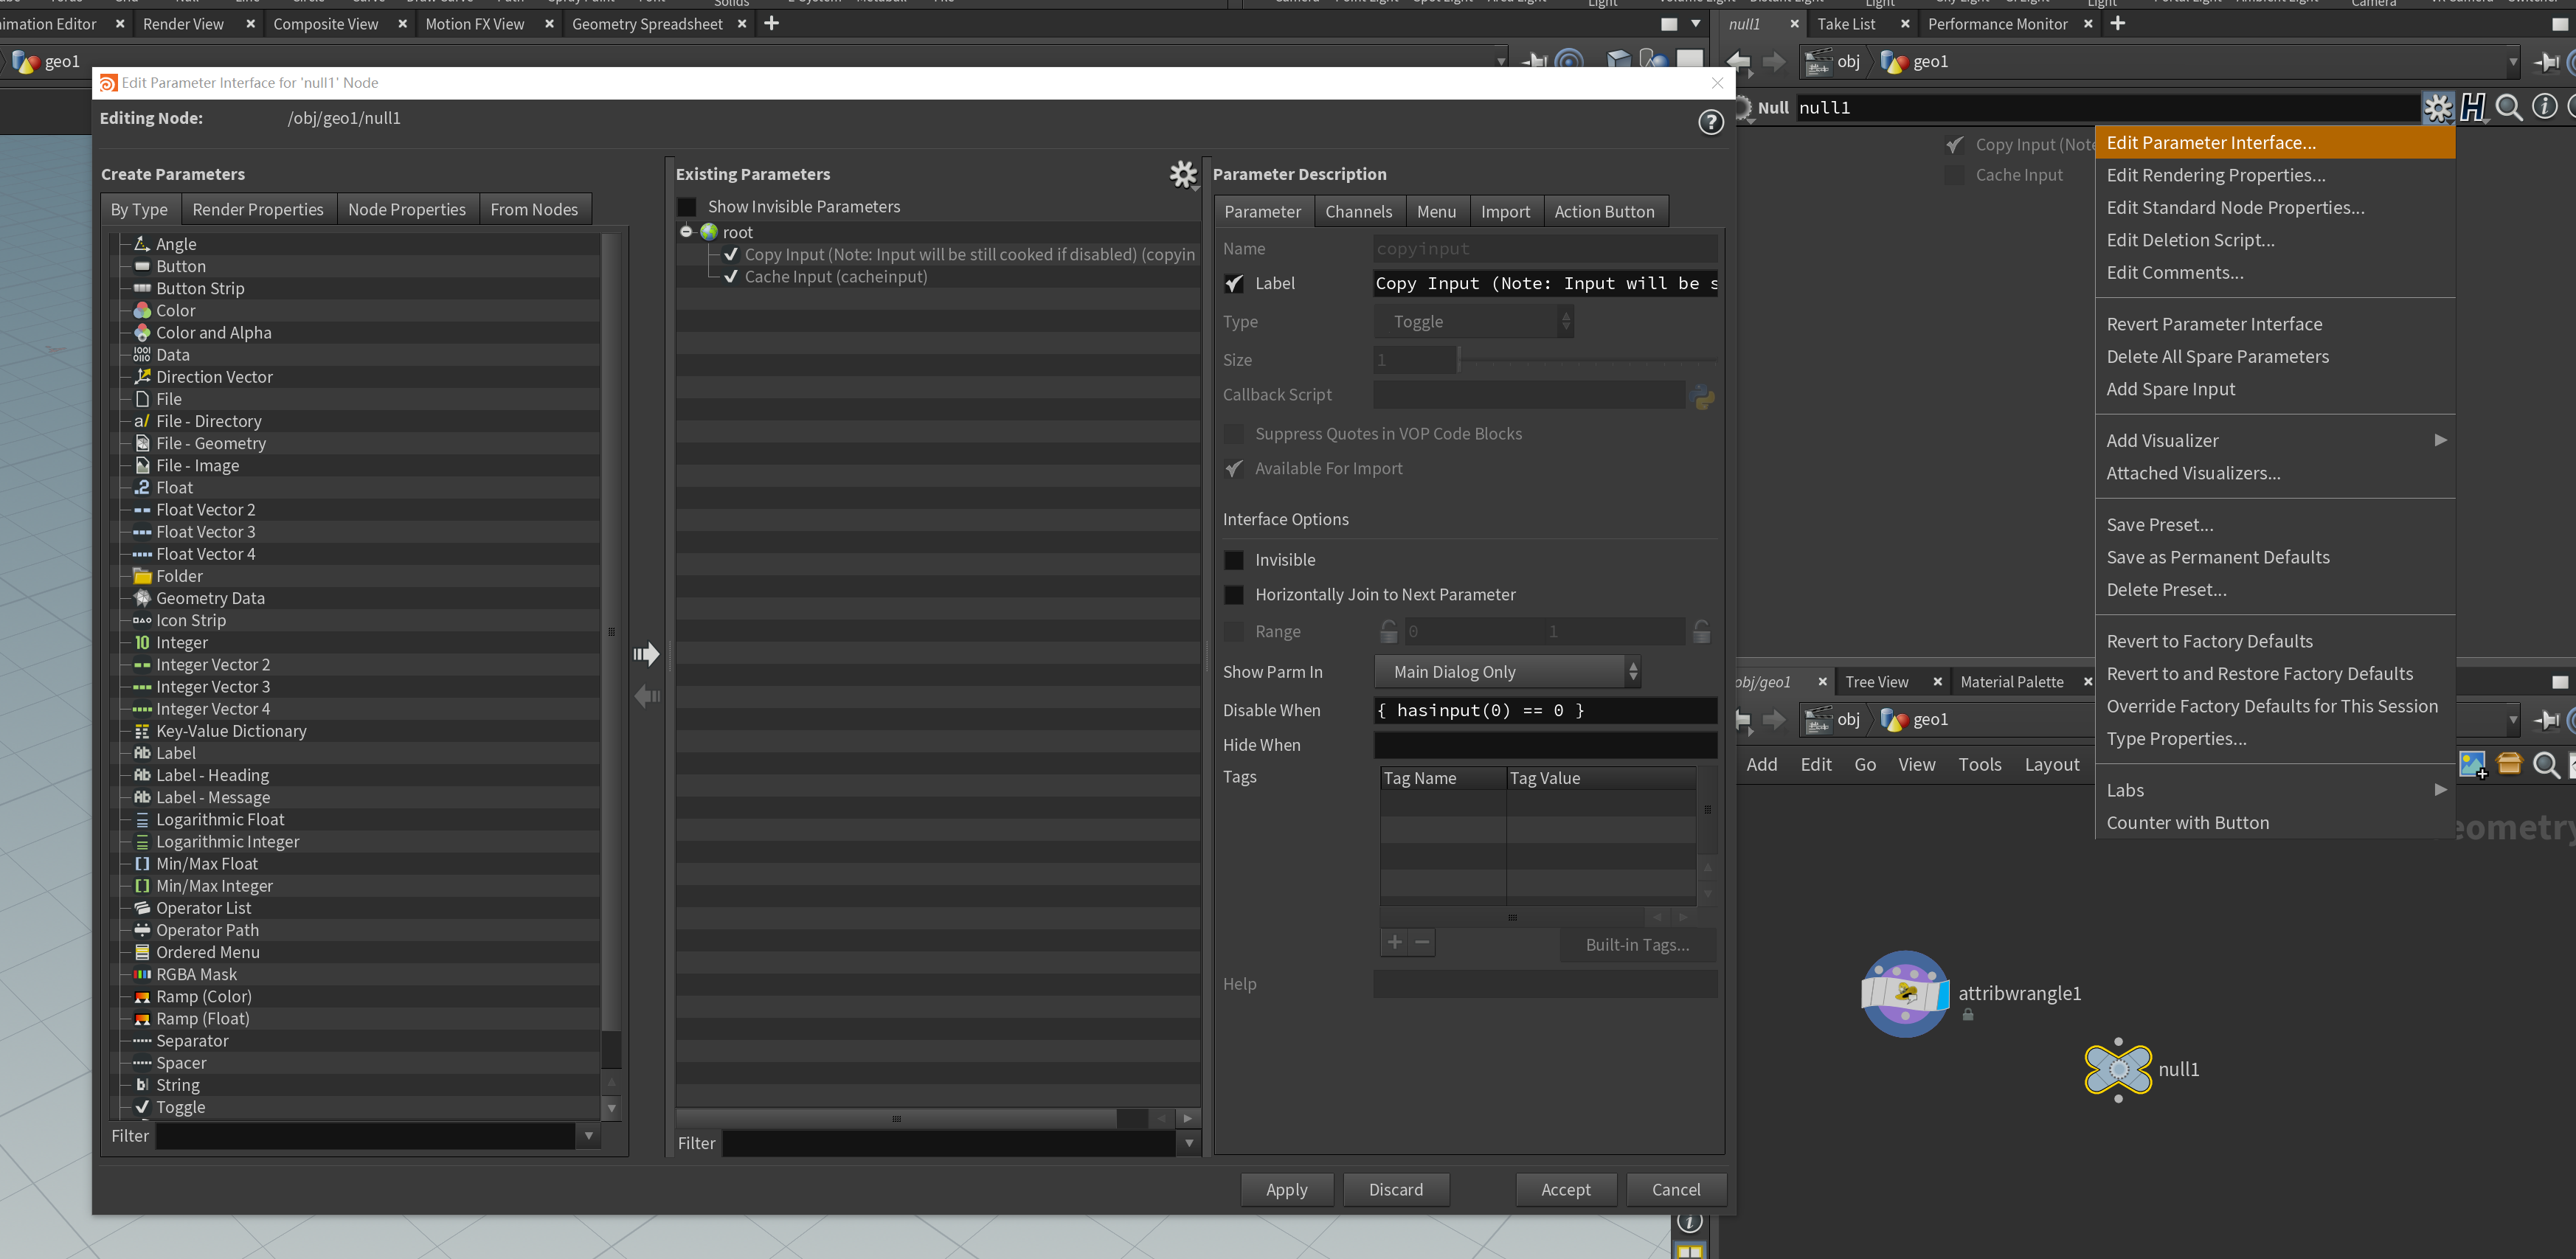 Solids
Light
Light
Light
Camera
Animation Editor
Render View
Composite View
Motion FX View
Geometry Spreadsheet
null1
Take List
Performance Monitor
geo1
obj
geo1
Edit Parameter Interface for 'null1' Node
Editing Node:
/obj/geo1/null1
Null
null1
Create Parameters
Existing Parameters
Parameter Description
By Type
Render Properties
Node Properties
From Nodes
Angle
Button
Button Strip
Color
Color and Alpha
Data
Direction Vector
File
File - Directory
File - Geometry
File - Image
Float
Float Vector 2
Float Vector 3
Float Vector 4
Folder
Geometry Data
Icon Strip
Integer
Integer Vector 2
Integer Vector 3
Integer Vector 4
Key-Value Dictionary
Label
Label - Heading
Label - Message
Logarithmic Float
Logarithmic Integer
Min/Max Float
Min/Max Integer
Operator List
Operator Path
Ordered Menu
RGBA Mask
Ramp (Color)
Ramp (Float)
Separator
Spacer
String
Toggle
Filter
Show Invisible Parameters
root
Copy Input (Note: Input will be still cooked if disabled) (copyin
Cache Input (cacheinput)
Filter
Parameter
Channels
Menu
Import
Action Button
Name
copyinput
Label
Copy Input (Note: Input will be s
Type
Toggle
Size
1
Callback Script
Suppress Quotes in VOP Code Blocks
Available For Import
Interface Options
Invisible
Horizontally Join to Next Parameter
Range
0
1
Show Parm In
Main Dialog Only
Disable When
{ hasinput(0) == 0 }
Hide When
Tags
Tag Name
Tag Value
Built-in Tags...
Help
Apply
Discard
Accept
Cancel
Copy Input (Note
Cache Input
Edit Parameter Interface...
Edit Rendering Properties...
Edit Standard Node Properties...
Edit Deletion Script...
Edit Comments...
Revert Parameter Interface
Delete All Spare Parameters
Add Spare Input
Add Visualizer
Attached Visualizers...
Save Preset...
Save as Permanent Defaults
Delete Preset...
Revert to Factory Defaults
Revert to and Restore Factory Defaults
Override Factory Defaults for This Session
Type Properties...
Labs
Counter with Button
obj/geo1
Tree View
Material Palette
obj
geo1
Add
Edit
Go
View
Tools
Layout
eometry
attribwrangle1
null1